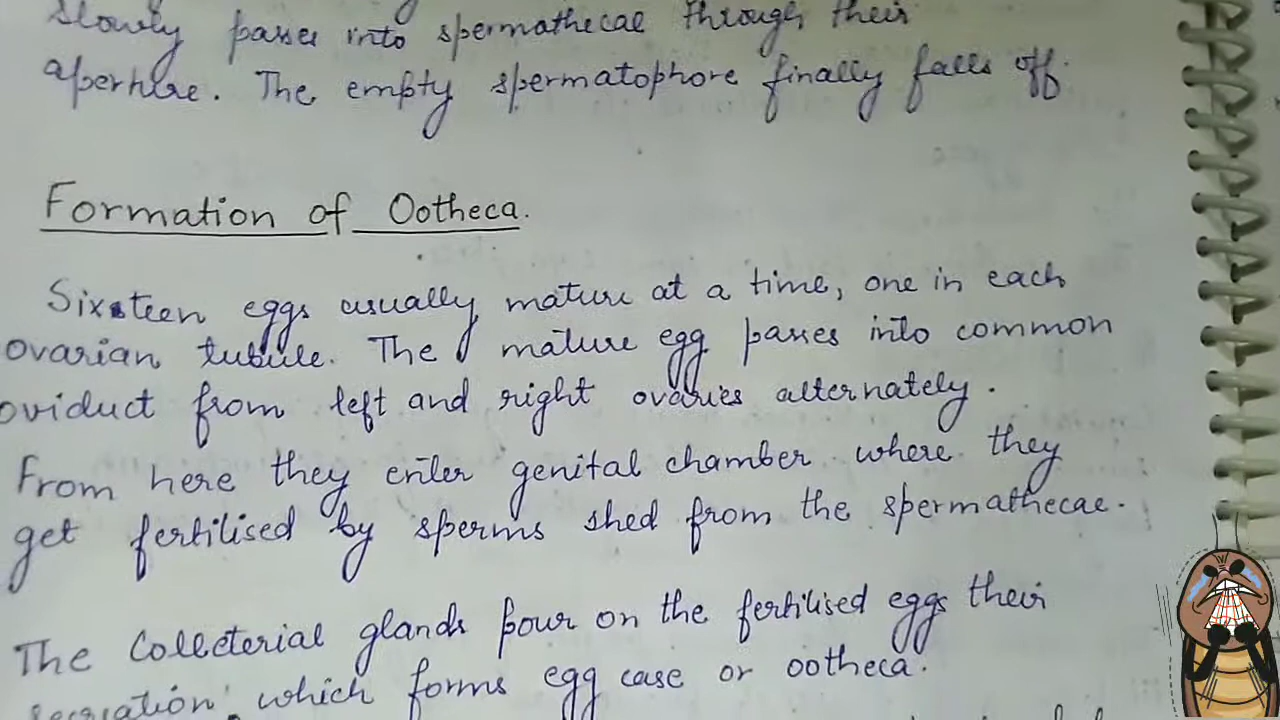 slowly passes into spermathecae through their
aperture. The empty spermatophore finally falls off.
Formation of Ootheca.
Sixteen eggs usually mature at a time, one in each
ovarian tubule. The mature egg passes into common
oviduct from left and right ovaries alternately.
From here they enter genital chamber where they
get fertilised by sperms shed from the spermathecae.
The Colleterial glands pour on the fertilised eggs their
secreation which forms egg case or ootheca.